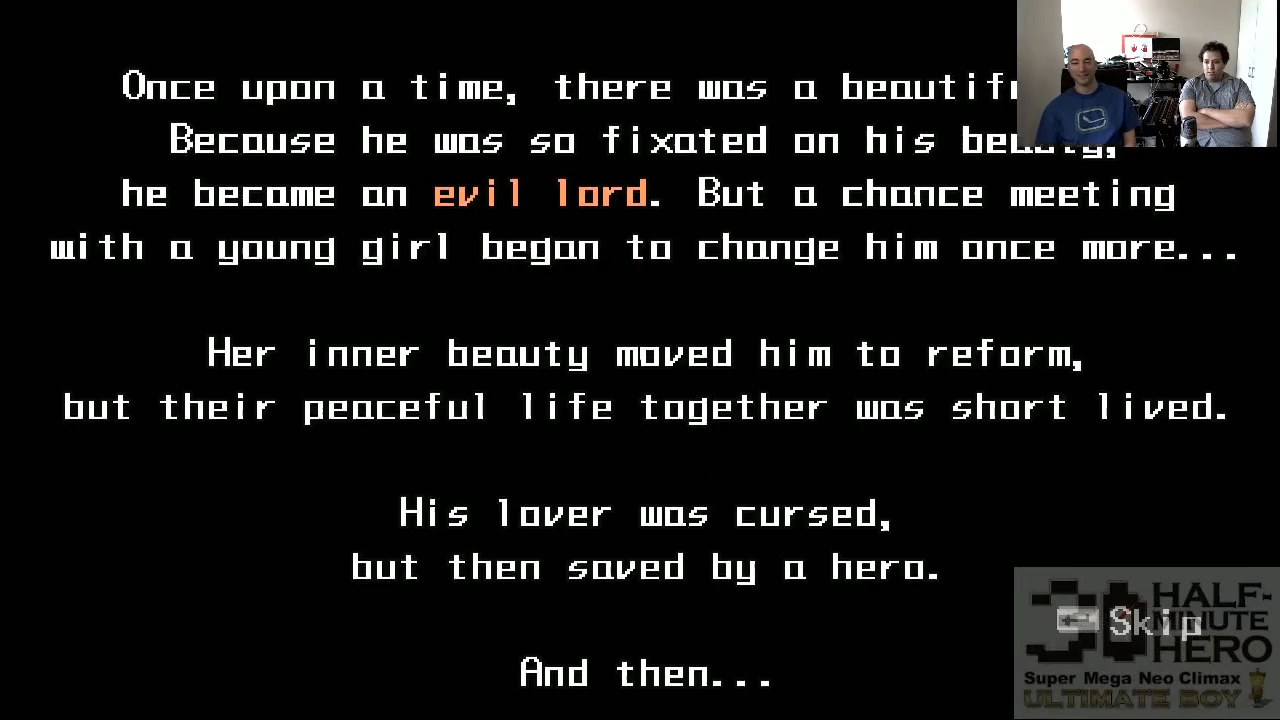 Once upon a time, there was a
Because he was so fixated on his beauty,
he became an evil lord. But a chance meeting
with a young girl began to change him once more...
Her inner beauty moved him to reform,
but their peaceful life together was short lived.
His lover was cursed,
but then saved by a hero.
And then...
Skip
30 HALF-
MINUTE
HERO
Super Mega Neo Climax
ULTIMATE BOY